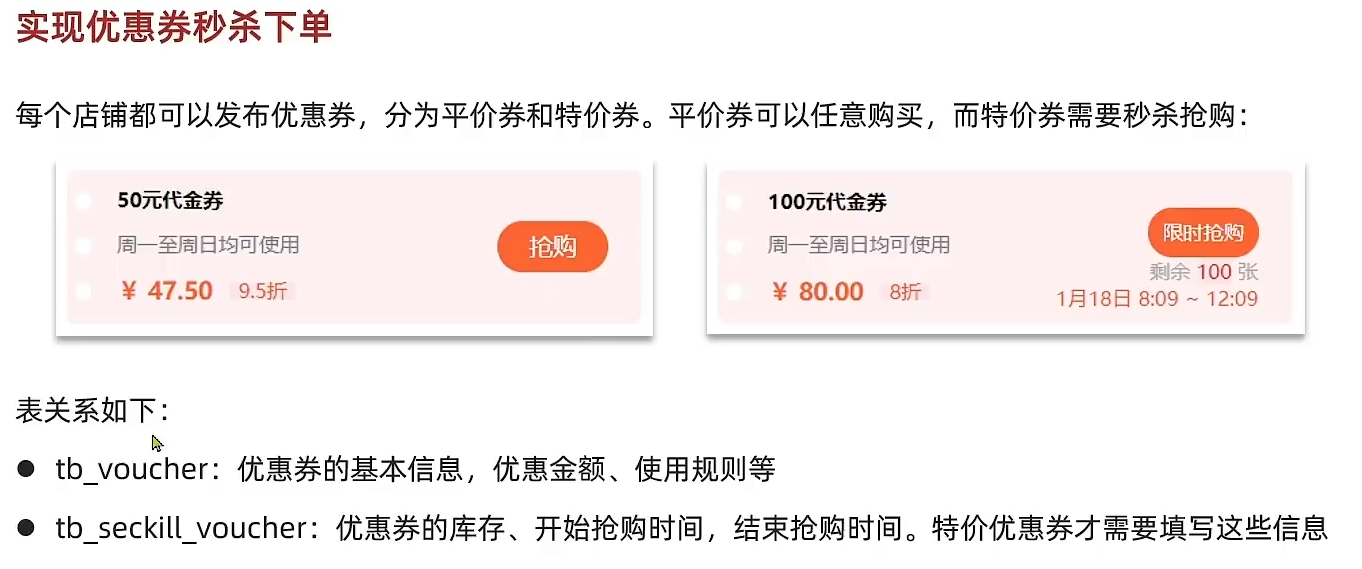 实现优惠券秒杀下单
每个店铺都可以发布优惠券，分为平价券和特价券。平价券可以任意购买，而特价券需要秒杀抢购：
50元代金券
周一至周日均可使用
抢购
¥ 47.50 9.5折
100元代金券
周一至周日均可使用
限时抢购
剩余 100 张
¥ 80.00 8折
1月18日 8:09 ~ 12:09
表关系如下：
● tb_voucher：优惠券的基本信息，优惠金额、使用规则等
● tb_seckill_voucher：优惠券的库存、开始抢购时间，结束抢购时间。特价优惠券才需要填写这些信息